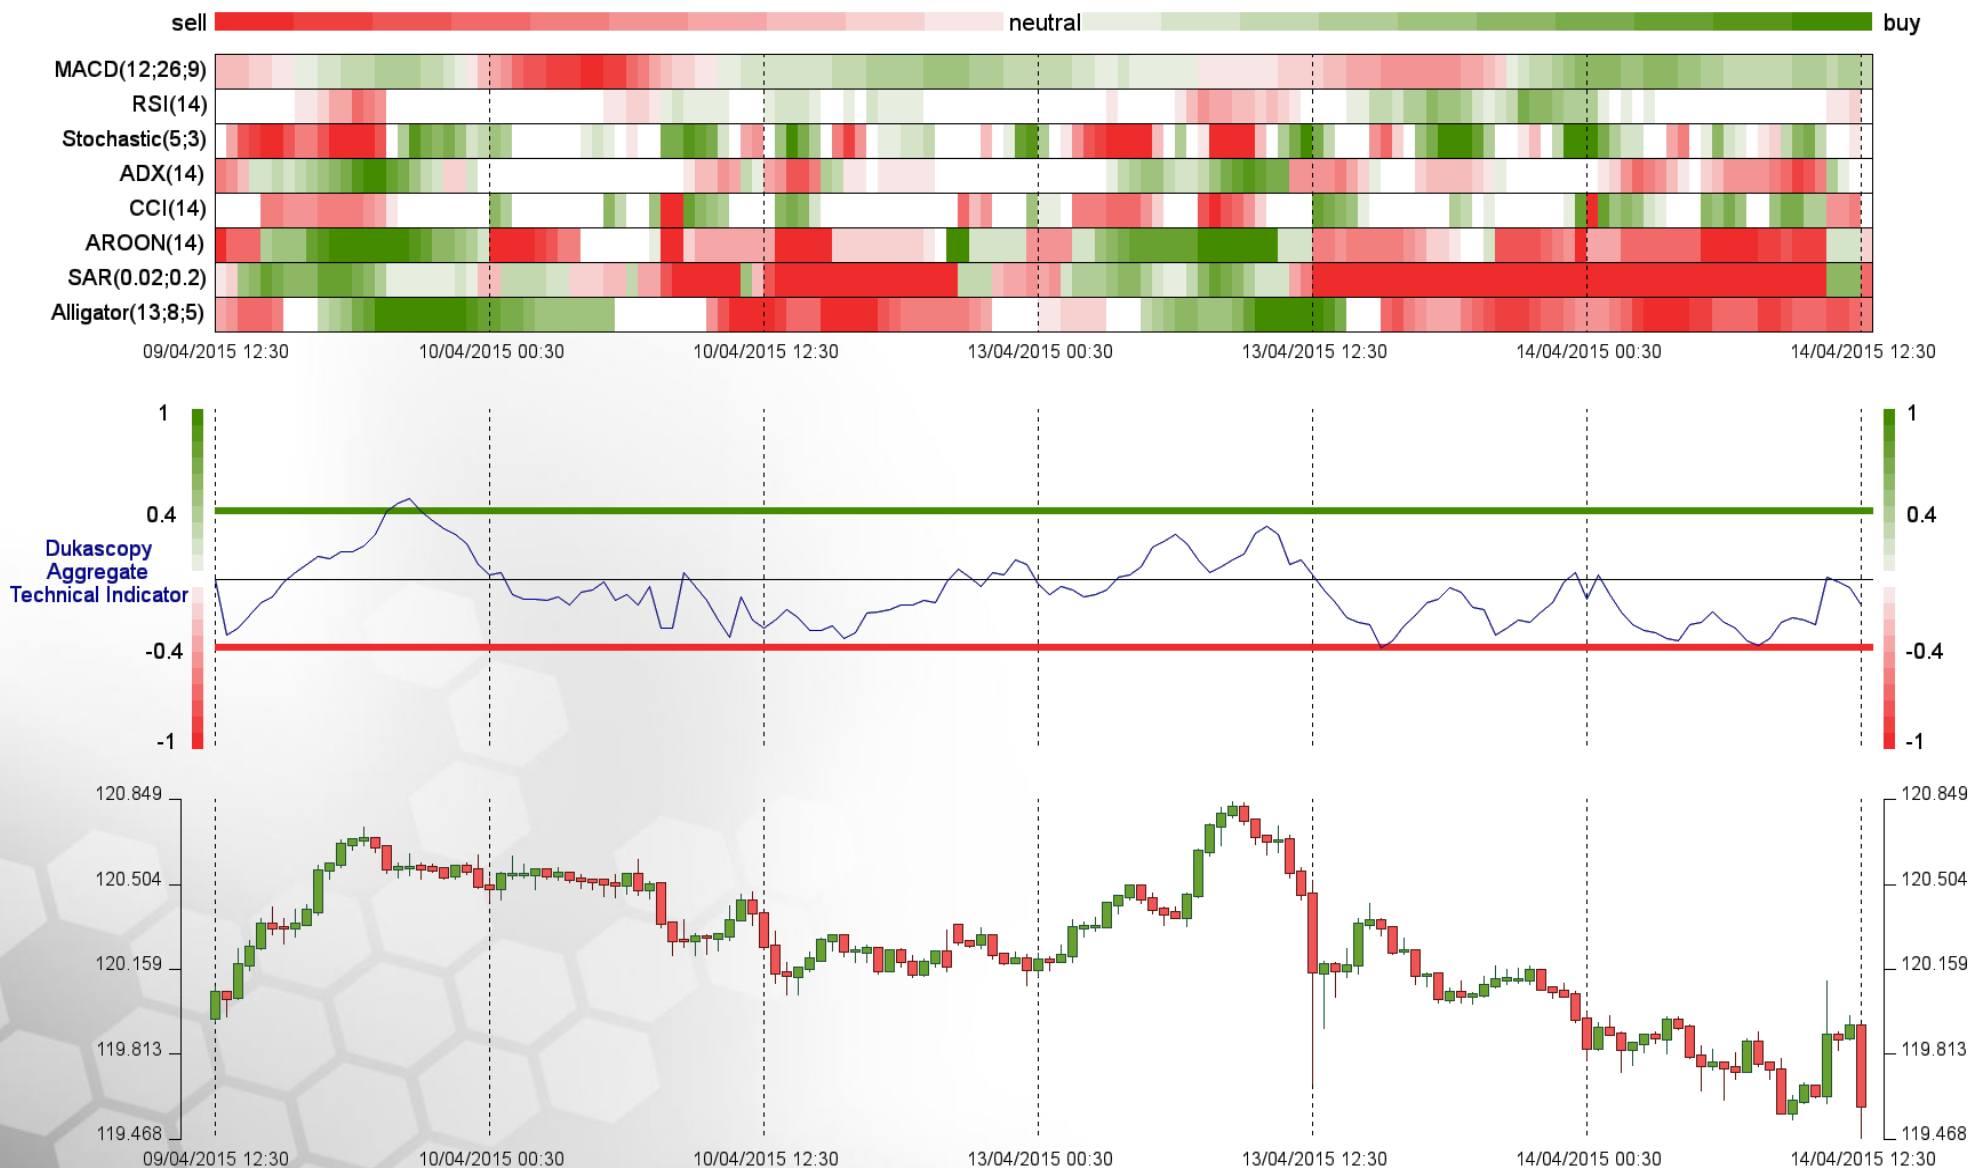 sell neutral buy
MACD(12;26;9)
RSI(14)
Stochastic(5;3)
ADX(14)
CCI(14)
AROON(14)
SAR(0.02;0.2)
Alligator(13;8;5)
09/04/2015 12:30 10/04/2015 00:30 10/04/2015 12:30 13/04/2015 00:30 13/04/2015 12:30 14/04/2015 00:30 14/04/2015 12:30
1 1
0.4 0.4
Dukascopy
Aggregate
Technical Indicator
-0.4 -0.4
-1 -1
120.849 120.849
120.504 120.504
120.159 120.159
119.813 119.813
119.468 119.468
09/04/2015 12:30 10/04/2015 00:30 10/04/2015 12:30 13/04/2015 00:30 13/04/2015 12:30 14/04/2015 00:30 14/04/2015 12:30